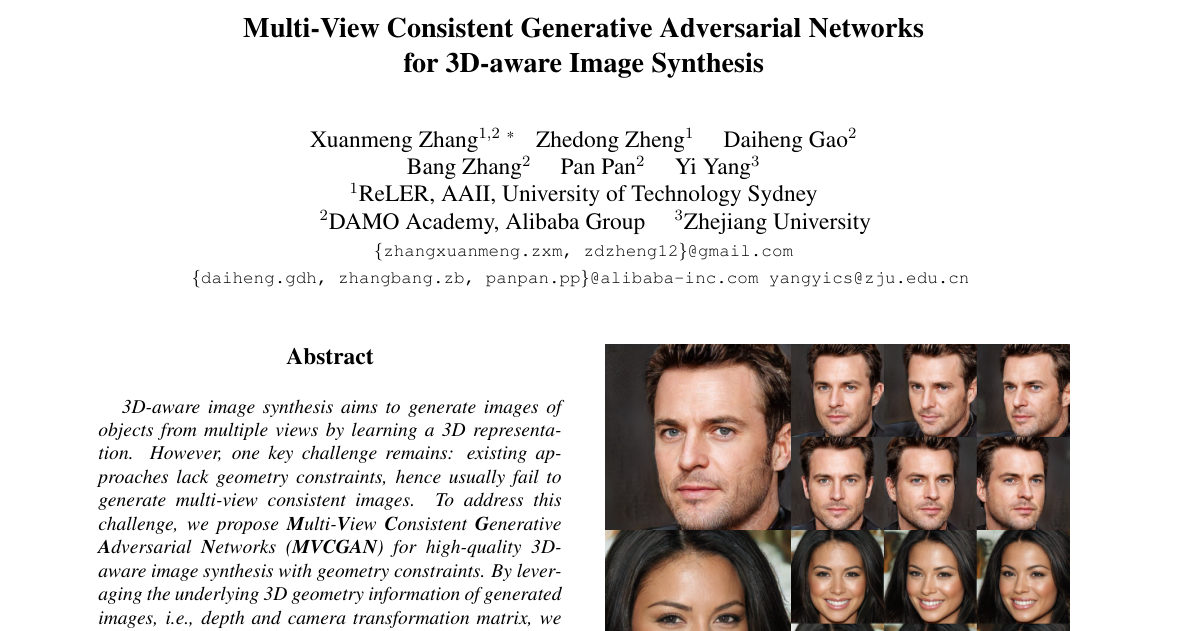 Multi-View Consistent Generative Adversarial Networks
for 3D-aware Image Synthesis
Xuanmeng Zhang1,2 * Zhedong Zheng1 Daiheng Gao2
Bang Zhang2 Pan Pan2 Yi Yang3
1ReLER, AAII, University of Technology Sydney
2DAMO Academy, Alibaba Group 3Zhejiang University
{zhangxuanmeng.zxm, zdzheng12}@gmail.com
{daiheng.gdh, zhangbang.zb, panpan.pp}@alibaba-inc.com yangyics@zju.edu.cn
Abstract
3D-aware image synthesis aims to generate images of
objects from multiple views by learning a 3D representa-
tion. However, one key challenge remains: existing ap-
proaches lack geometry constraints, hence usually fail to
generate multi-view consistent images. To address this
challenge, we propose Multi-View Consistent Generative
Adversarial Networks (MVCGAN) for high-quality 3D-
aware image synthesis with geometry constraints. By lever-
aging the underlying 3D geometry information of generated
images, i.e., depth and camera transformation matrix, we